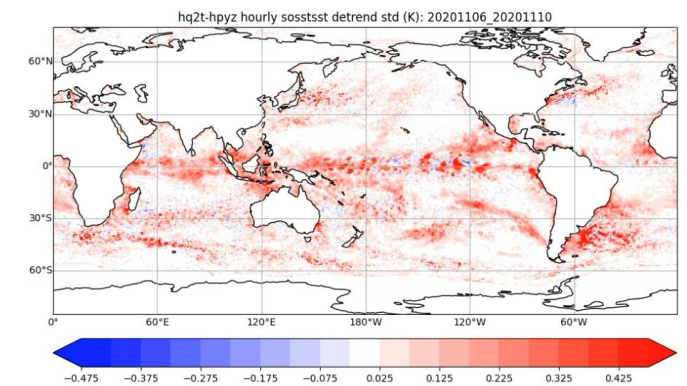 hq2t-hpyz hourly sosstsst detrend std (K): 20201106_20201110
60°N
30°N
0°
30°S
60°S
0° 60°E 120°E 180°W 120°W 60°W
−0.475 −0.375 −0.275 −0.175 −0.075 0.025 0.125 0.225 0.325 0.425